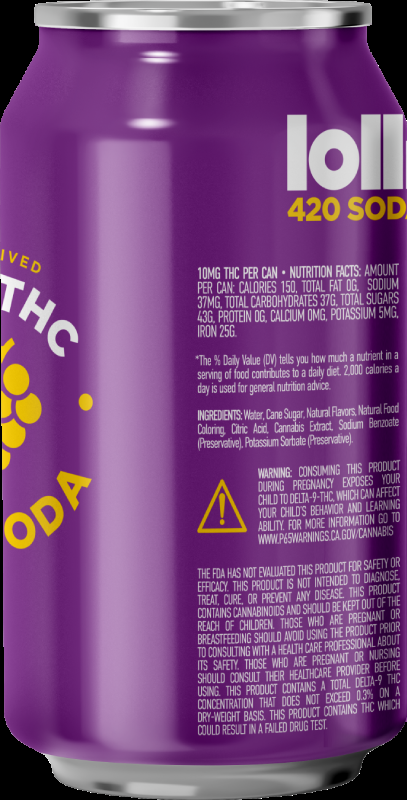 loll
420 SODA
IVED
THC
ODA
10MG THC PER CAN • NUTRITION FACTS: AMOUNT
PER CAN: CALORIES 150, TOTAL FAT 0G, SODIUM
37MG, TOTAL CARBOHYDRATES 37G, TOTAL SUGARS
43G, PROTEIN 0G, CALCIUM 0MG, POTASSIUM 5MG,
IRON 25G.
*The % Daily Value (DV) tells you how much a nutrient in a
serving of food contributes to a daily diet. 2,000 calories a
day is used for general nutrition advice.
INGREDIENTS: Water, Cane Sugar, Natural Flavors, Natural Food
Coloring, Citric Acid, Cannabis Extract, Sodium Benzoate
(Preservative), Potassium Sorbate (Preservative).
WARNING: CONSUMING THIS PRODUCT
DURING PREGNANCY EXPOSES YOUR
CHILD TO DELTA-9-THC, WHICH CAN AFFECT
YOUR CHILD'S BEHAVIOR AND LEARNING
ABILITY. FOR MORE INFORMATION GO TO
WWW.P65WARNINGS.CA.GOV/CANNABIS
!
THE FDA HAS NOT EVALUATED THIS PRODUCT FOR SAFETY OR
EFFICACY. THIS PRODUCT IS NOT INTENDED TO DIAGNOSE,
TREAT, CURE, OR PREVENT ANY DISEASE. THIS PRODUCT
CONTAINS CANNABINOIDS AND SHOULD BE KEPT OUT OF THE
REACH OF CHILDREN. THOSE WHO ARE PREGNANT OR
BREASTFEEDING SHOULD AVOID USING THE PRODUCT PRIOR
TO CONSULTING WITH A HEALTH CARE PROFESSIONAL ABOUT
ITS SAFETY. THOSE WHO ARE PREGNANT OR NURSING
SHOULD CONSULT THEIR HEALTHCARE PROVIDER BEFORE
USING. THIS PRODUCT CONTAINS A TOTAL DELTA-9 THC
CONCENTRATION THAT DOES NOT EXCEED 0.3% ON A
DRY-WEIGHT BASIS. THIS PRODUCT CONTAINS THC WHICH
COULD RESULT IN A FAILED DRUG TEST.